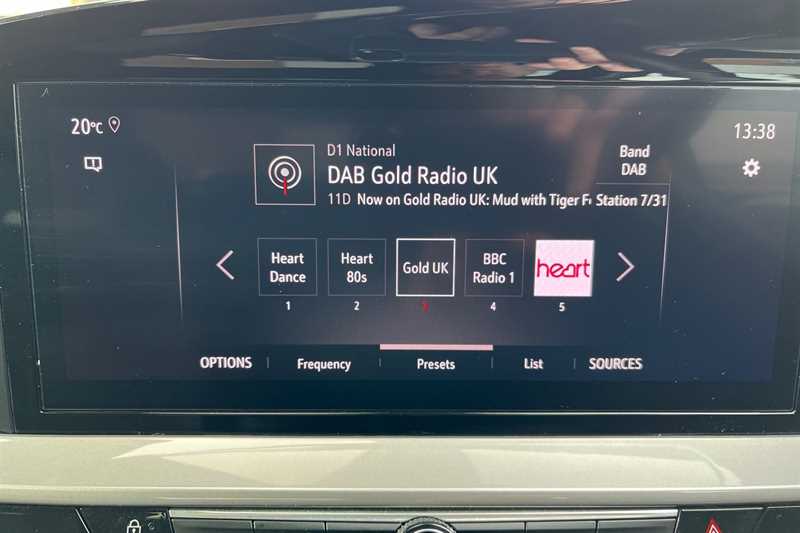 20°C
13:38
D1 National
DAB Gold Radio UK
11D Now on Gold Radio UK: Mud with Tiger
Band
DAB
Station 7/31
Heart
Dance
Heart
80s
Gold UK
BBC
Radio 1
heart
1
2
3
4
5
OPTIONS
Frequency
Presets
List
SOURCES